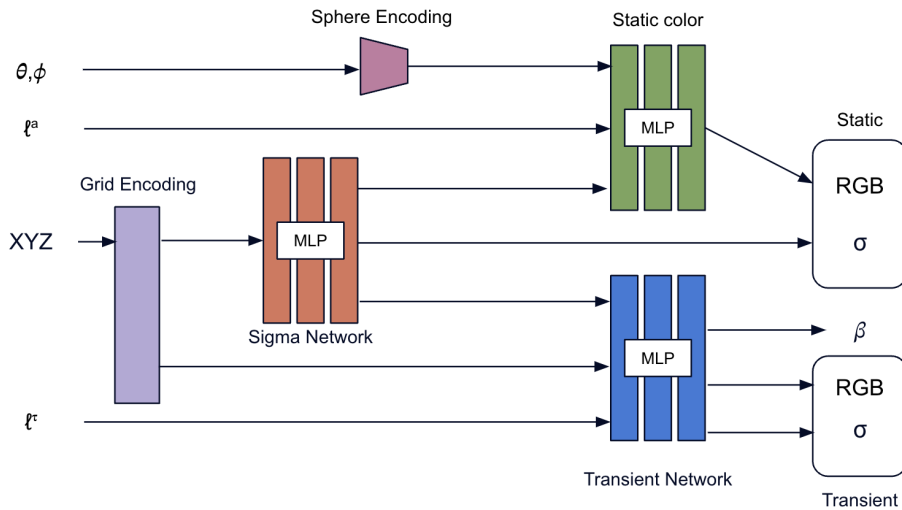 Sphere Encoding
Static color
θ,ϕ
ℓᵃ
MLP
Static
Grid Encoding
RGB
XYZ
MLP
σ
Sigma Network
β
MLP
RGB
ℓᵗ
σ
Transient Network
Transient